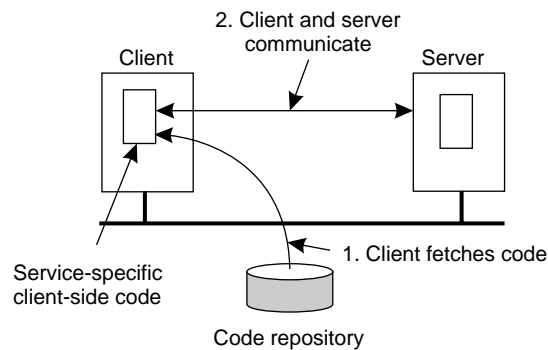 2. Client and server
communicate
Client
Server
1. Client fetches code
Service-specific
client-side code
Code repository